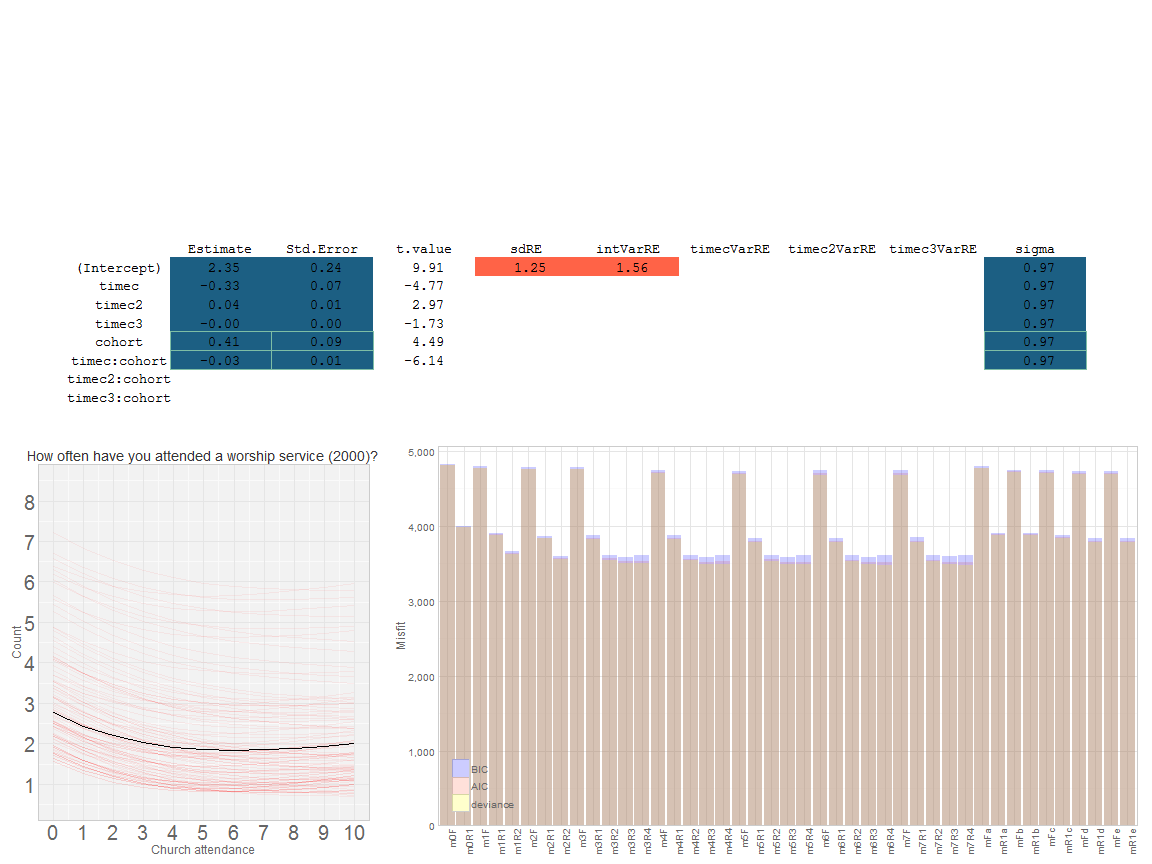 Estimate Std.Error t.value sdRE intVarRE timecVarRE timec2VarRE timec3VarRE sigma
(Intercept) 2.35 0.24 9.91 1.25 1.56 0.97
timec -0.33 0.07 -4.77 0.97
timec2 0.04 0.01 2.97 0.97
timec3 -0.00 0.00 -1.73 0.97
cohort 0.41 0.09 4.49 0.97
timec:cohort -0.03 0.01 -6.14 0.97
timec2:cohort
timec3:cohort
How often have you attended a worship service (2000)?
8
7
6
5
4
3
2
1
Count
0 1 2 3 4 5 6 7 8 9 10
Church attendance
5,000
4,000
3,000
2,000
1,000
0
Misfit
BIC
AIC
deviance
m0F m0R1 m1F m1R1 m1R2 m2F m2R1 m2R2 m3F m3R1 m3R2 m3R3 m3R4 m4F m4R1 m4R2 m4R3 m4R4 m5F m5R1 m5R2 m5R3 m5R4 m6F m6R1 m6R2 m6R3 m6R4 m7F m7R1 m7R2 m7R3 m7R4 mFa mR1a mFb mR1b mFc mR1c mFd mR1d mFe mR1e